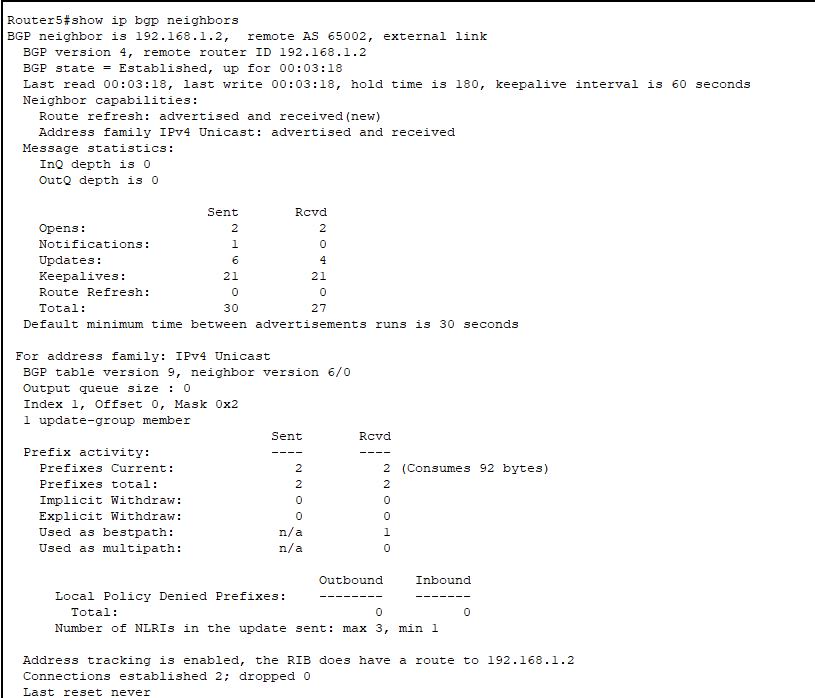 Router5#show ip bgp neighbors
BGP neighbor is 192.168.1.2,  remote AS 65002, external link
  BGP version 4, remote router ID 192.168.1.2
  BGP state = Established, up for 00:03:18
  Last read 00:03:18, last write 00:03:18, hold time is 180, keepalive interval is 60 seconds
  Neighbor capabilities:
    Route refresh: advertised and received(new)
    Address family IPv4 Unicast: advertised and received
  Message statistics:
    InQ depth is 0
    OutQ depth is 0
                         Sent       Rcvd
    Opens:                  2          2
    Notifications:          1          0
    Updates:                6          4
    Keepalives:            21         21
    Route Refresh:          0          0
    Total:                 30         27
  Default minimum time between advertisements runs is 30 seconds
 For address family: IPv4 Unicast
  BGP table version 9, neighbor version 6/0
  Output queue size : 0
  Index 1, Offset 0, Mask 0x2
  1 update-group member
                                 Sent       Rcvd
  Prefix activity:               ----       ----
    Prefixes Current:               2          2 (Consumes 92 bytes)
    Prefixes total:                 2          2
    Implicit Withdraw:              0          0
    Explicit Withdraw:              0          0
    Used as bestpath:             n/a          1
    Used as multipath:            n/a          0
                                       Outbound    Inbound
      Local Policy Denied Prefixes:    --------    -------
        Total:                                0          0
      Number of NLRIs in the update sent: max 3, min 1
  Address tracking is enabled, the RIB does have a route to 192.168.1.2
  Connections established 2; dropped 0
  Last reset never